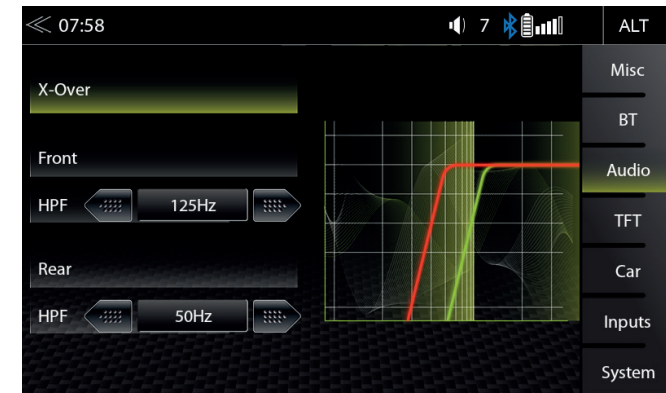 07:58 7 ALT
X-Over
Front
HPF 125Hz
Rear
HPF 50Hz
Misc
BT
Audio
TFT
Car
Inputs
System